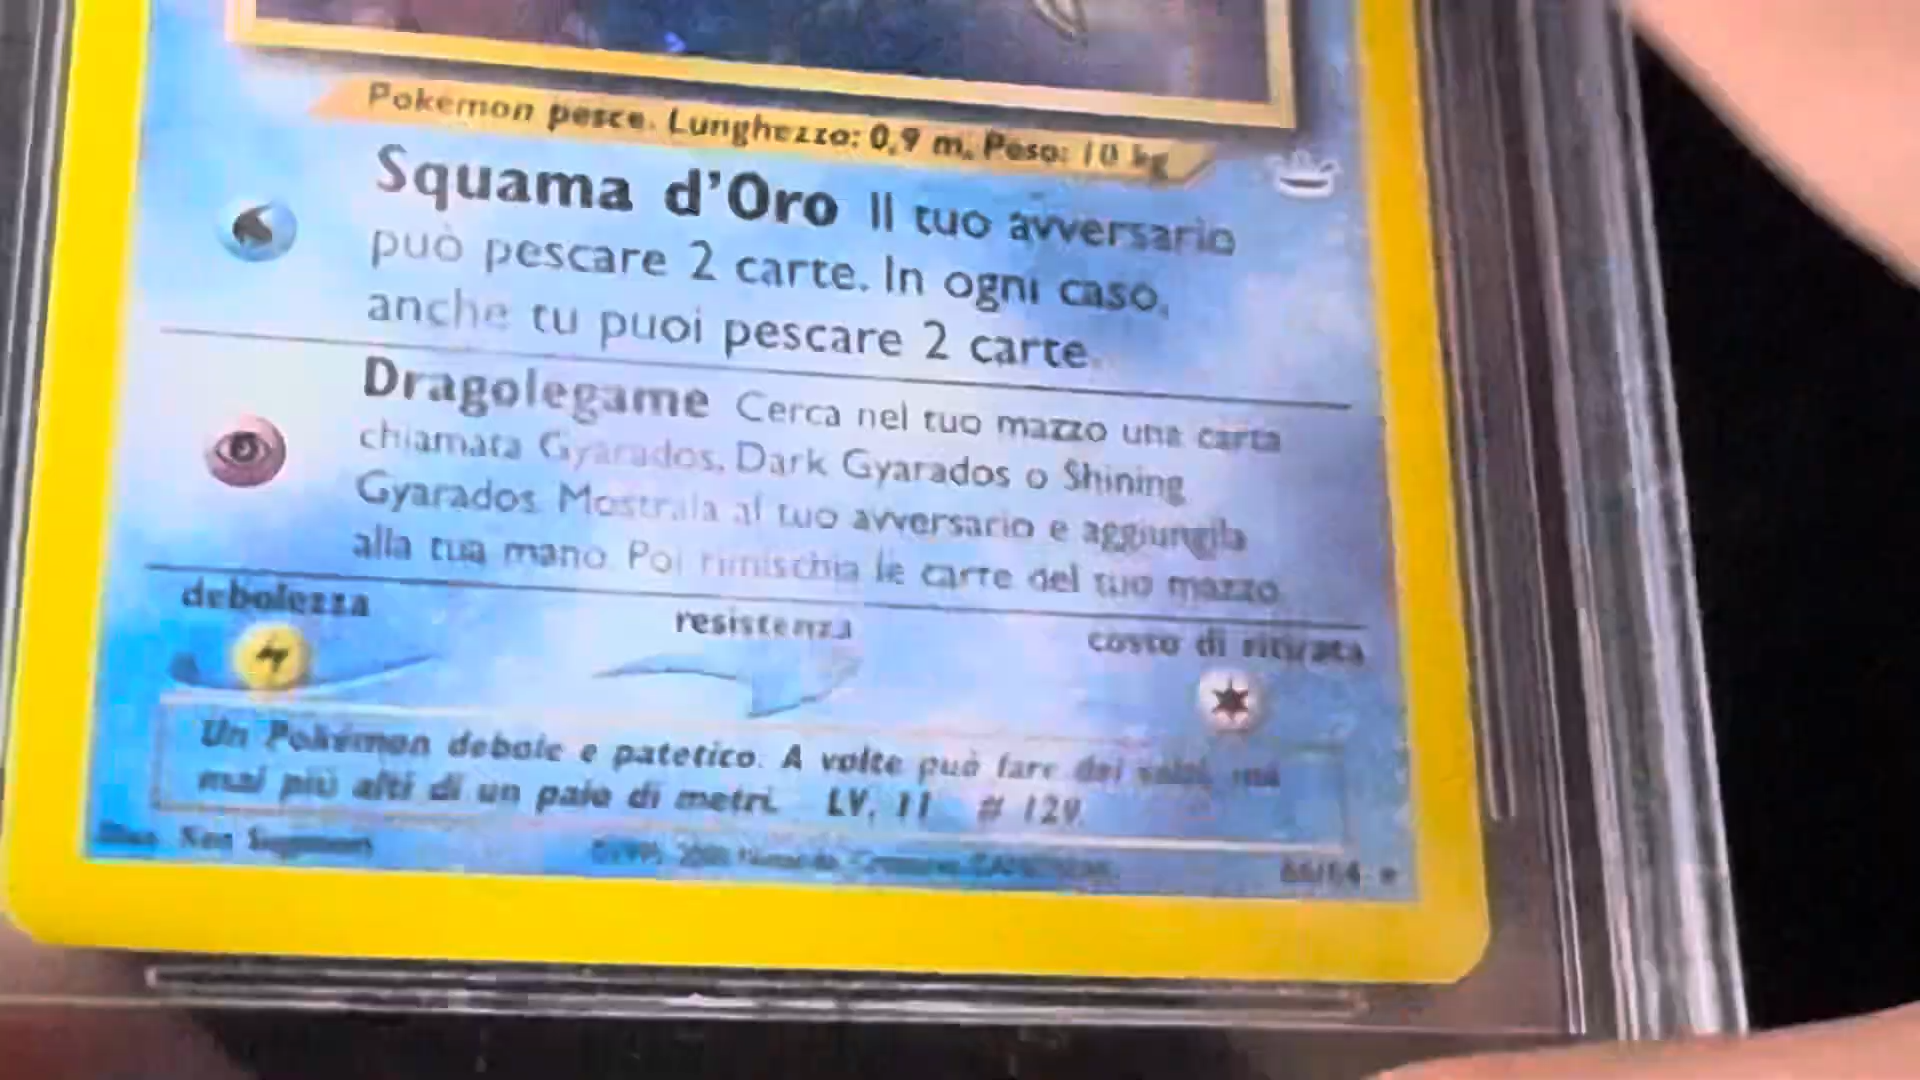 Pokémon pesce. Lunghezza: 0,9 m. Peso: 10 kg
Squama d'Oro Il tuo avversario
può pescare 2 carte. In ogni caso,
anche tu puoi pescare 2 carte.
Dragolegame Cerca nel tuo mazzo una carta
chiamata Gyarados, Dark Gyarados o Shining
Gyarados. Mostrala al tuo avversario e aggiungila
alla tua mano. Poi rimischia le carte del tuo mazzo.
debolezza
resistenza
costo di ritirata
Un Pokémon debole e patetico. A volte può fare dei salti, ma
mai più alti di un paio di metri. LV. 11 # 129